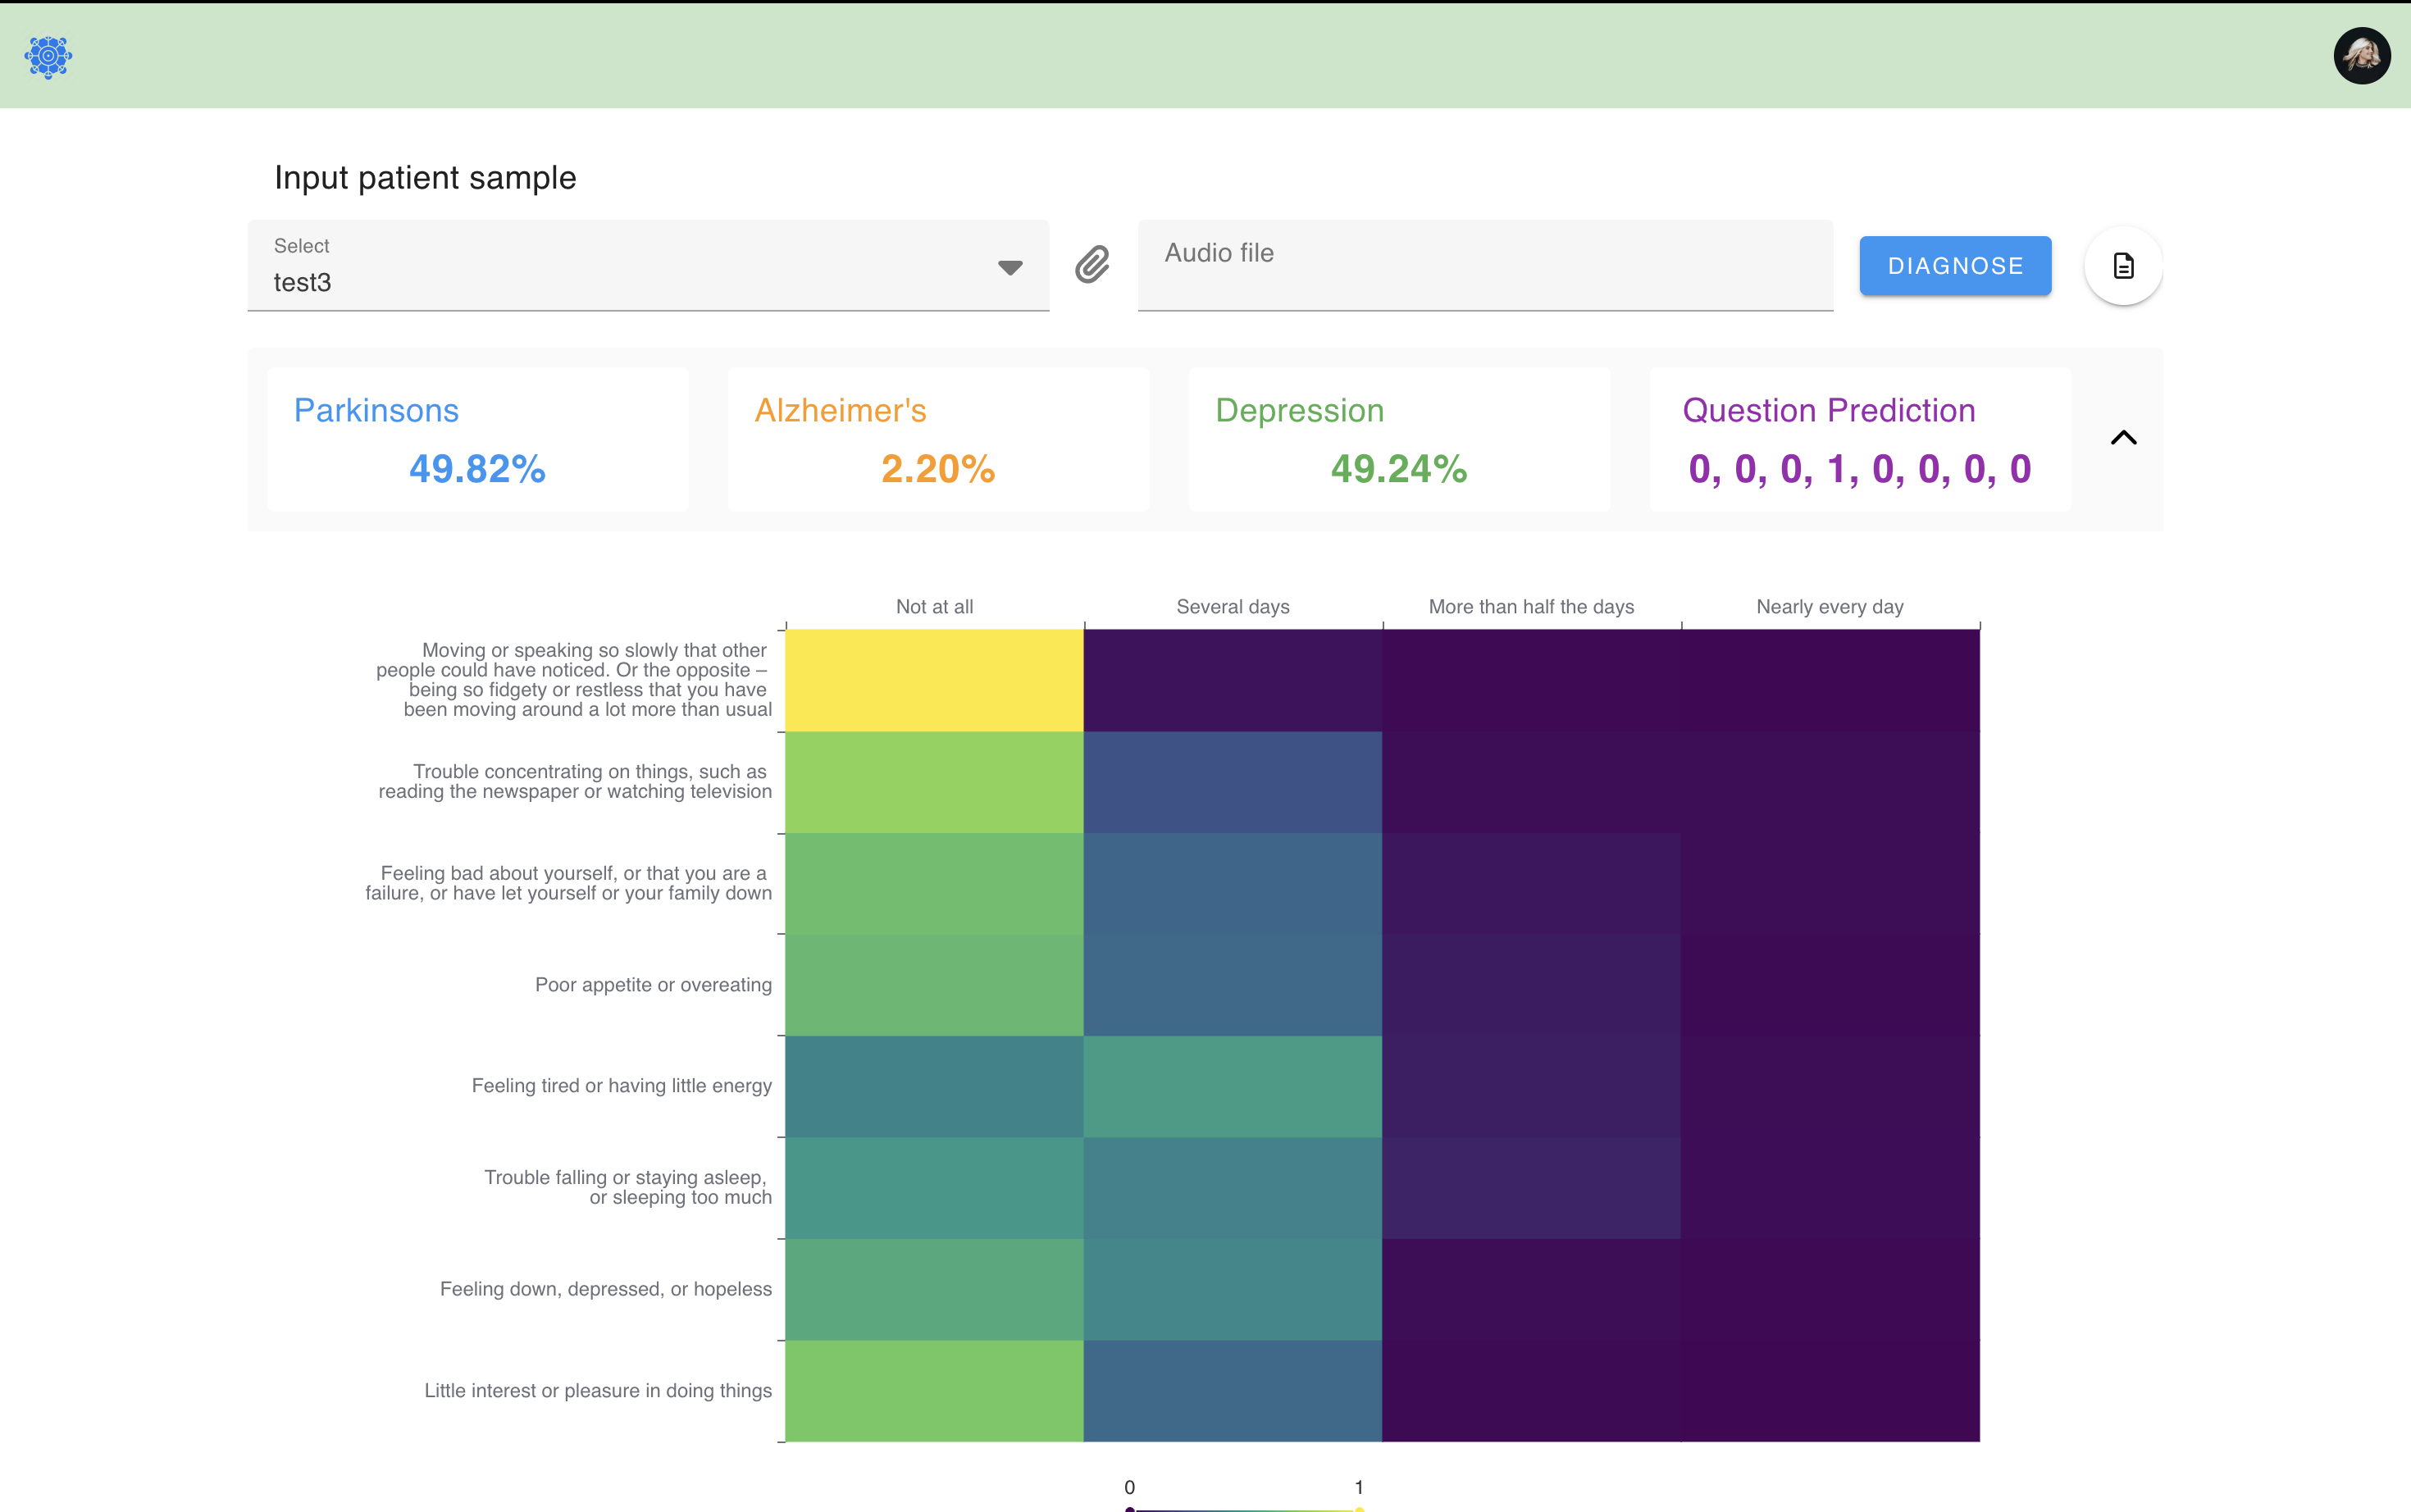 Input patient sample
Select
test3
Audio file
DIAGNOSE
Parkinsons
49.82%
Alzheimer's
2.20%
Depression
49.24%
Question Prediction
0, 0, 0, 1, 0, 0, 0, 0
Not at all
Several days
More than half the days
Nearly every day
Moving or speaking so slowly that other
people could have noticed. Or the opposite –
being so fidgety or restless that you have
been moving around a lot more than usual
Trouble concentrating on things, such as
reading the newspaper or watching television
Feeling bad about yourself, or that you are a
failure, or have let yourself or your family down
Poor appetite or overeating
Feeling tired or having little energy
Trouble falling or staying asleep,
or sleeping too much
Feeling down, depressed, or hopeless
Little interest or pleasure in doing things
0
1